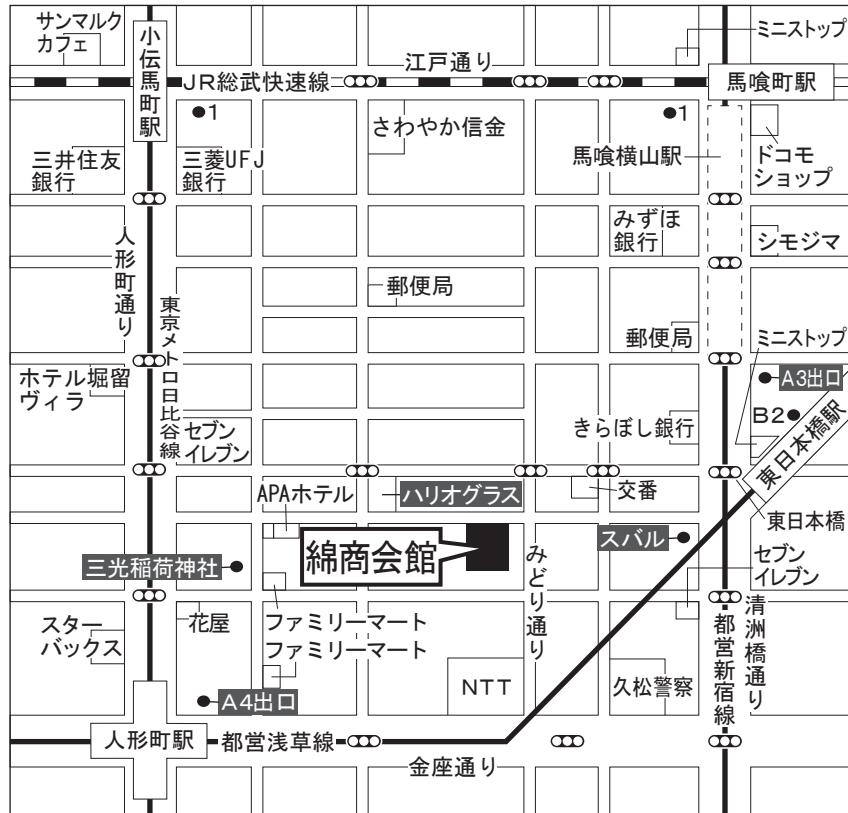 サンマルク
カフェ
小伝馬町駅
江戸通り
ミニストップ
JR総武快速線
馬喰町駅
●1
さわやか信金
●1
三井住友
銀行
三菱UFJ
銀行
馬喰横山駅
ドコモ
ショップ
人形町通り
みずほ
銀行
シモジマ
東京メトロ日比谷線
郵便局
郵便局
ミニストップ
ホテル堀留
ヴィラ
●A3出口
B2●
セブン
イレブン
きらぼし銀行
東日本橋駅
APAホテル
ハリオグラス
交番
東日本橋
綿商会館
みどり通り
スバル●
三光稲荷神社●
セブン
イレブン
スター
バックス
花屋
ファミリーマート
ファミリーマート
都営新宿線
清洲橋通り
●A4出口
NTT
久松警察
人形町駅
都営浅草線
金座通り